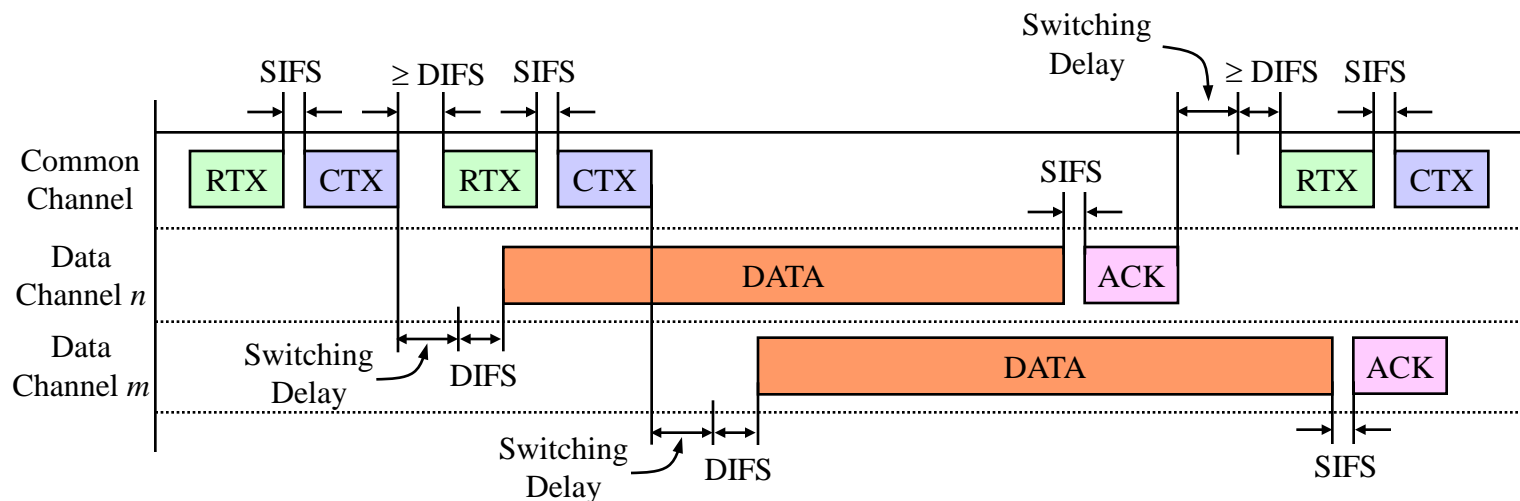 Switching
Delay
SIFS
≥ DIFS
SIFS
≥ DIFS
SIFS
Common
Channel
RTX
CTX
RTX
CTX
SIFS
RTX
CTX
Data
Channel n
DATA
ACK
Data
Channel m
Switching
Delay
DIFS
DATA
ACK
Switching
Delay
DIFS
SIFS